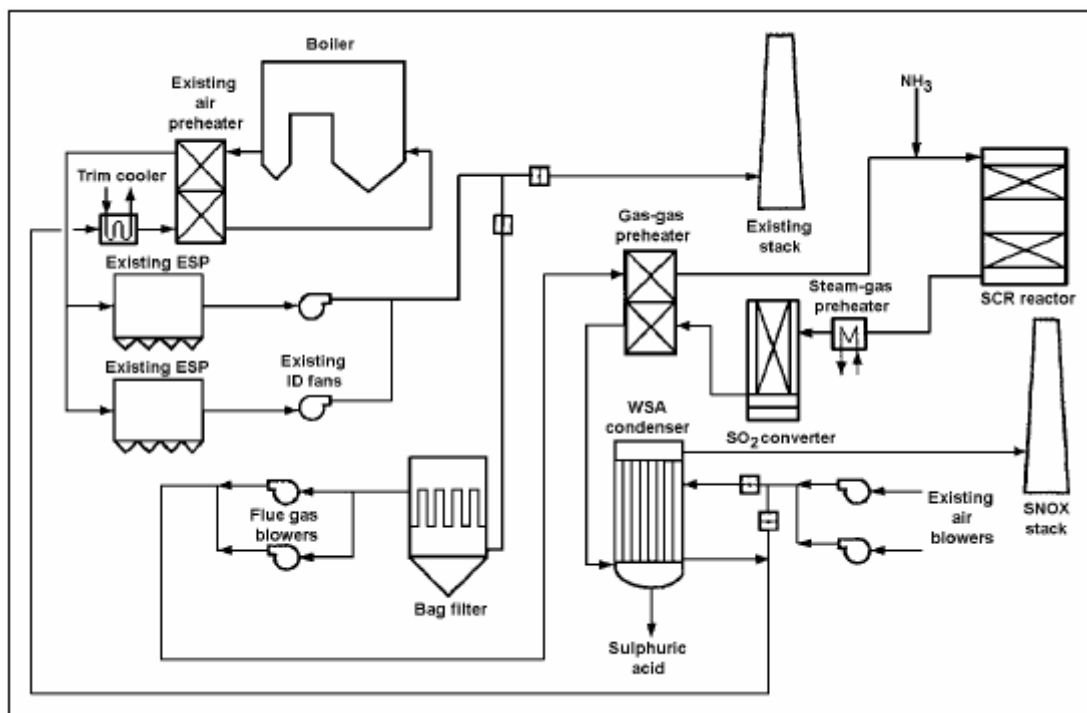 Boiler
Existing
air
preheater
NH3
Trim cooler
Gas-gas
preheater
Existing
stack
Existing ESP
Steam-gas
preheater
SCR reactor
Existing ESP
Existing
ID fans
WSA
condenser
SO2 converter
Flue gas
blowers
Existing
air
blowers
SNOX
stack
Bag filter
Sulphuric
acid